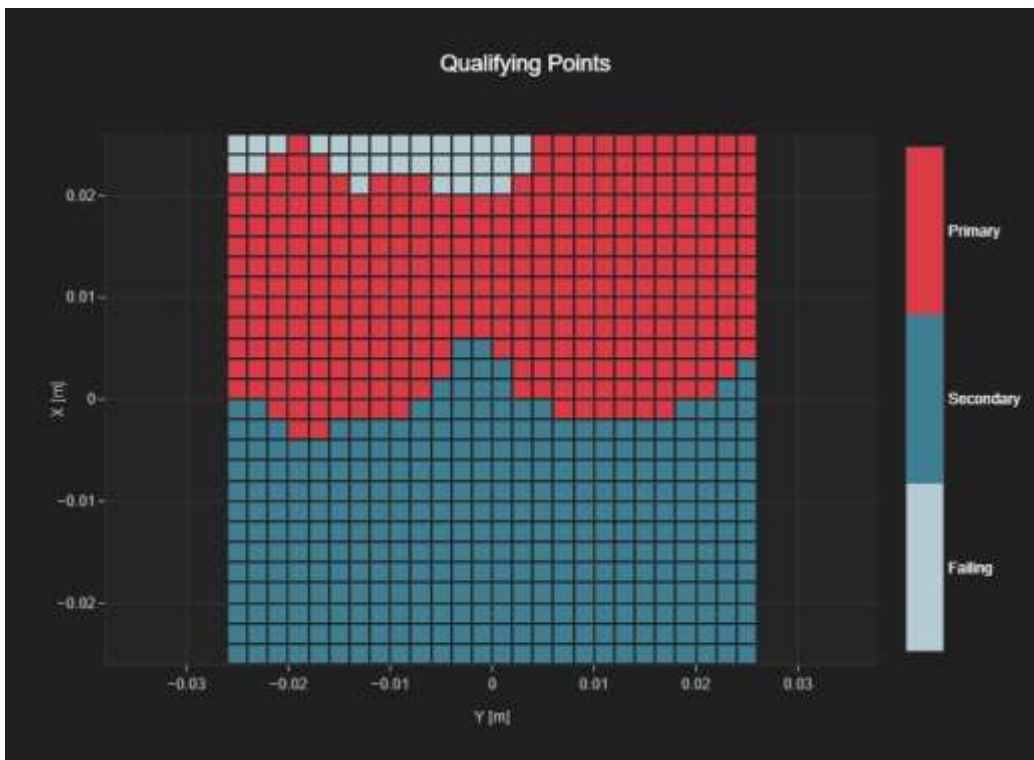 Qualifying Points
0.02
0.01
0
−0.01
−0.02
X [m]
−0.03
−0.02
−0.01
0
0.01
0.02
0.03
Y [m]
Primary
Secondary
Failing